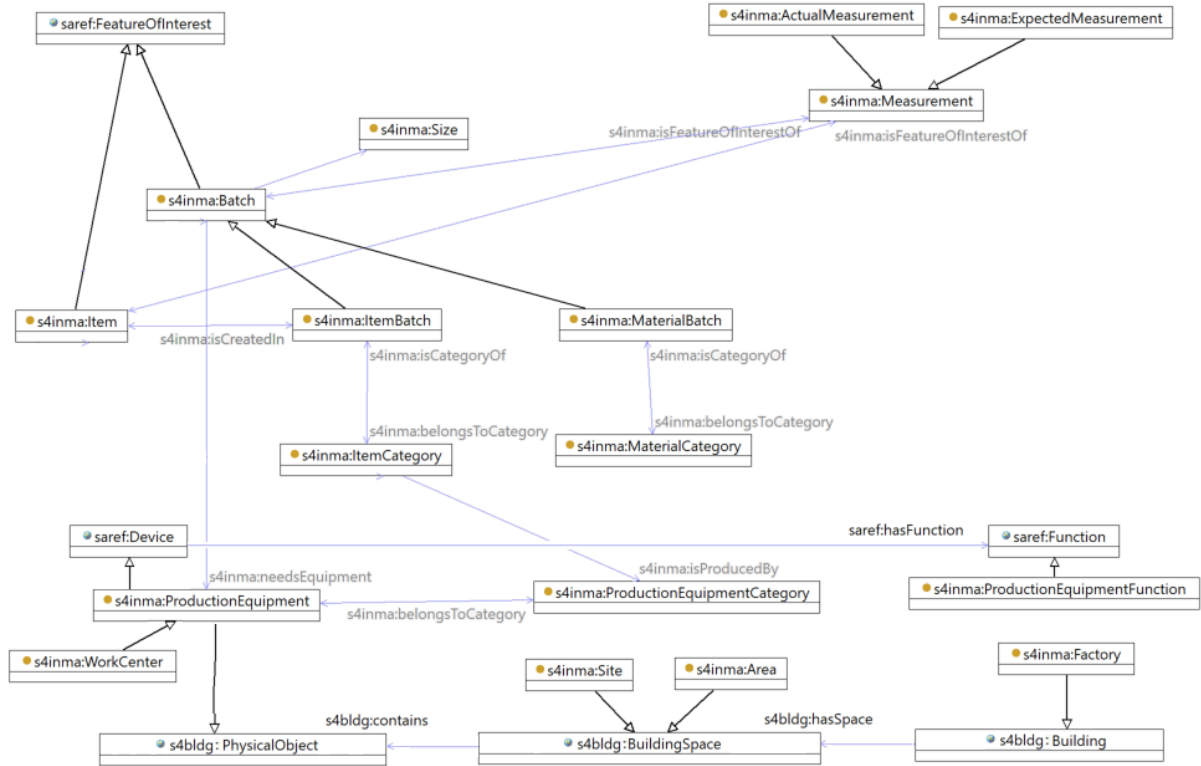 saref:FeatureOfInterest
s4inma:ActualMeasurement
s4inma:ExpectedMeasurement
s4inma:Measurement
s4inma:Size
s4inma:isFeatureOfInterestOf
s4inma:isFeatureOfInterestOf
s4inma:Batch
s4inma:Item
s4inma:ItemBatch
s4inma:MaterialBatch
s4inma:isCreatedIn
s4inma:isCategoryOf
s4inma:isCategoryOf
s4inma:belongsToCategory
s4inma:belongsToCategory
s4inma:ItemCategory
s4inma:MaterialCategory
saref:Device
saref:hasFunction
saref:Function
s4inma:needsEquipment
s4inma:isProducedBy
s4inma:ProductionEquipment
s4inma:ProductionEquipmentCategory
s4inma:ProductionEquipmentFunction
s4inma:belongsToCategory
s4inma:WorkCenter
s4inma:Site
s4inma:Area
s4inma:Factory
s4bldg:contains
s4bldg:hasSpace
s4bldg: PhysicalObject
s4bldg: BuildingSpace
s4bldg: Building